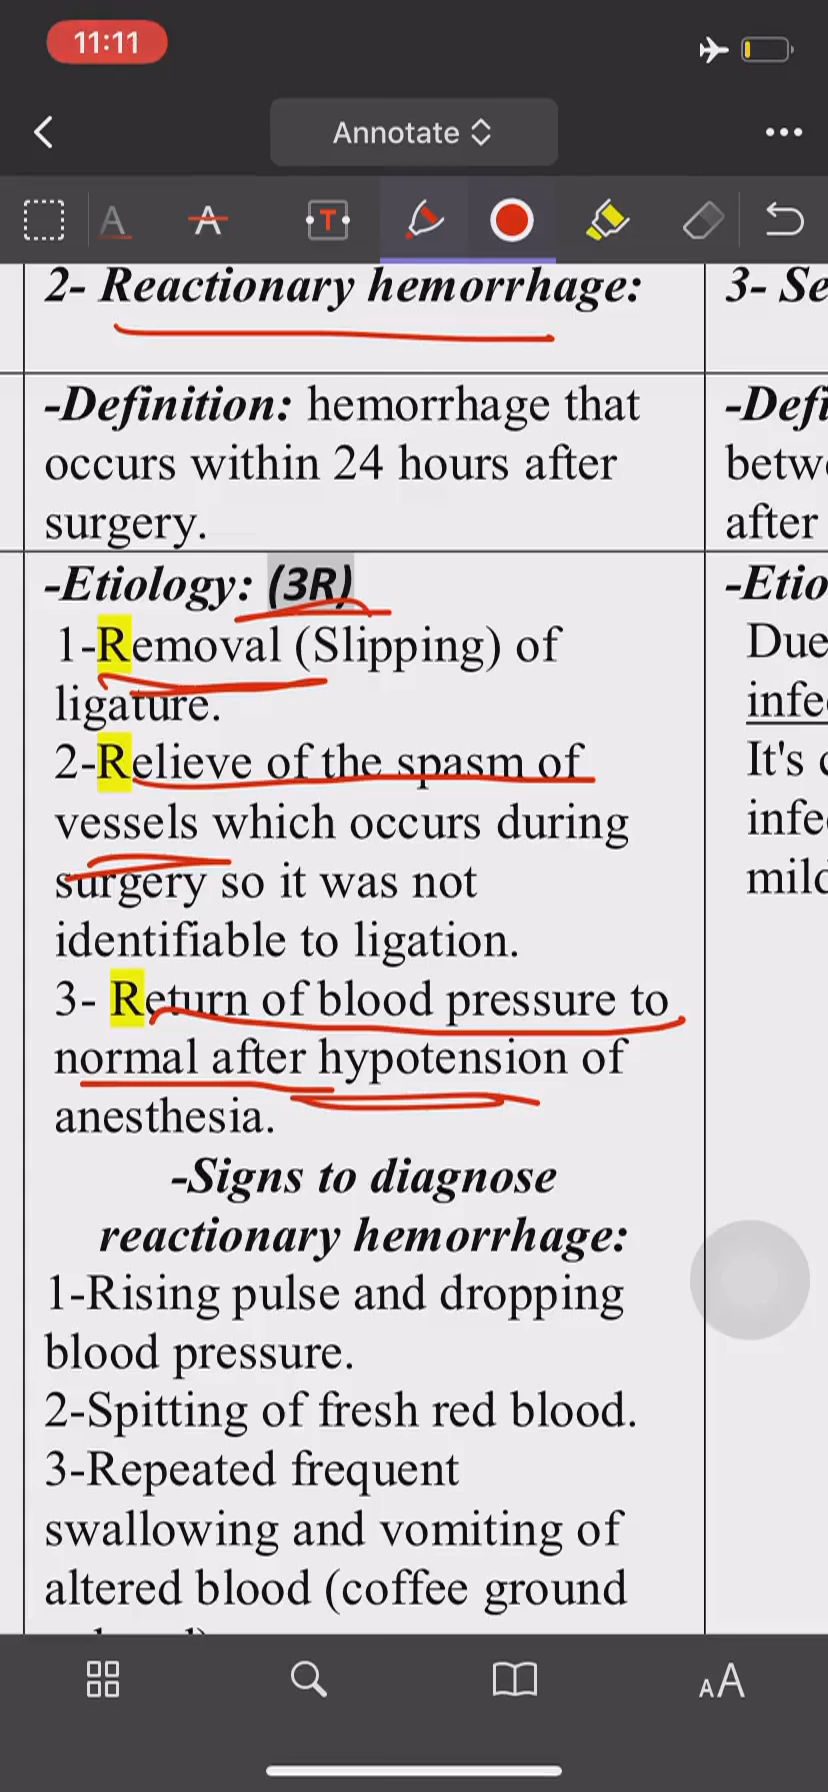 11:11
Annotate
A A T
2- Reactionary hemorrhage:
-Definition: hemorrhage that
occurs within 24 hours after
surgery.
-Etiology: (3R)
1-Removal (Slipping) of
ligature.
2-Relieve of the spasm of
vessels which occurs during
surgery so it was not
identifiable to ligation.
3- Return of blood pressure to
normal after hypotension of
anesthesia.
-Signs to diagnose
reactionary hemorrhage:
1-Rising pulse and dropping
blood pressure.
2-Spitting of fresh red blood.
3-Repeated frequent
swallowing and vomiting of
altered blood (coffee ground
3- Se
-Defi
betw
after
-Etio
Due
infe
It's
infe
mild
AA